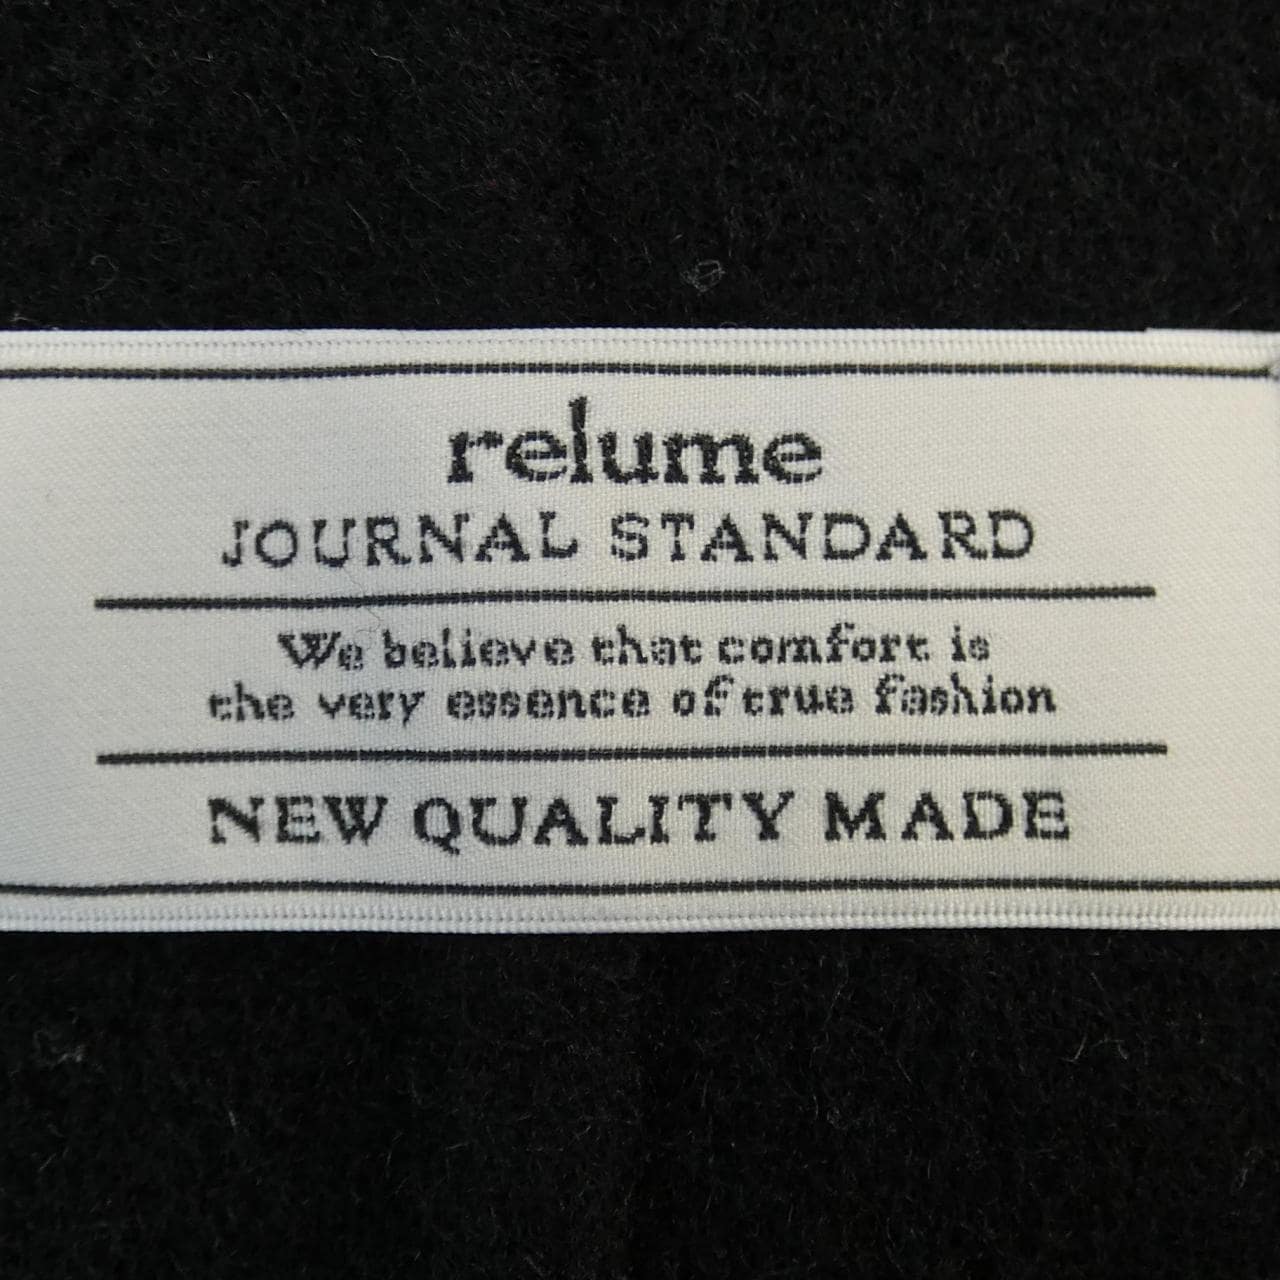 relume
JOURNAL STANDARD
We believe that comfort is
the very essence of true fashion
NEW QUALITY MADE